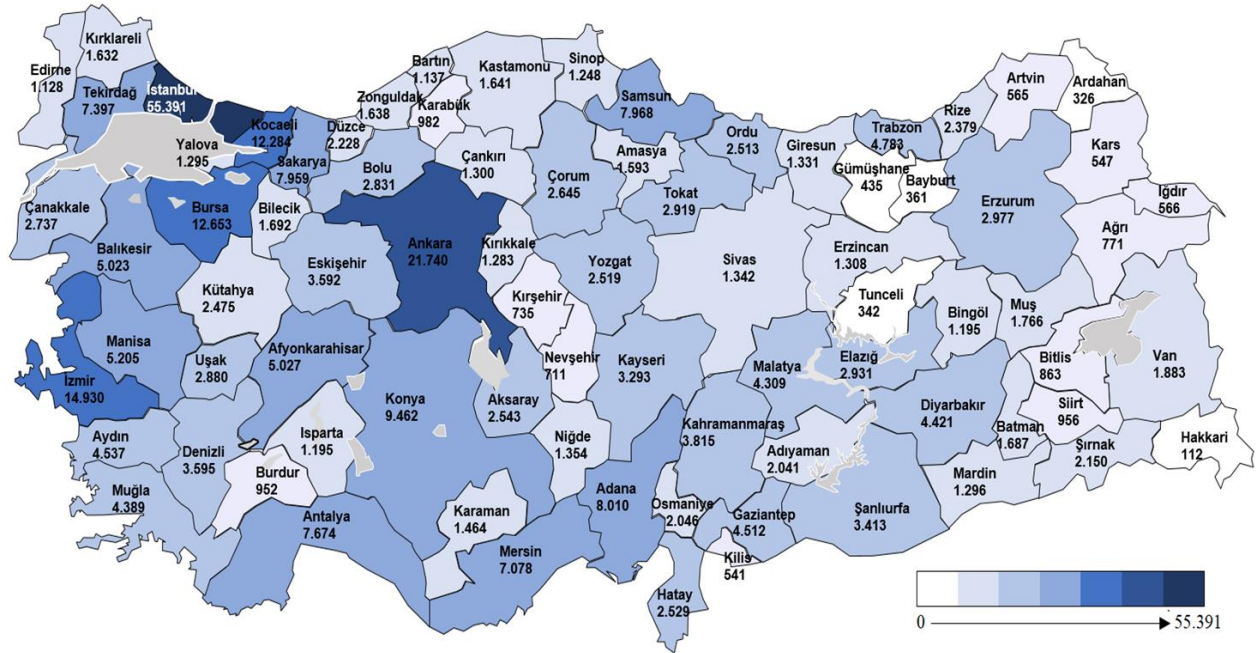 Kırklareli
1.632
Edirne
1.128
Tekirdağ
7.397
İstanbul
55.391
Yalova
1.295
Kocaeli
12.284
Sakarya
7.959
Düzce
2.228
Zonguldak
1.638
Bartın
1.137
Karabük
982
Kastamonu
1.641
Sinop
1.248
Samsun
7.968
Çankırı
1.300
Bolu
2.831
Çorum
2.645
Amasya
1.593
Tokat
2.919
Ordu
2.513
Giresun
1.331
Trabzon
4.783
Gümüşhane
435
Bayburt
361
Rize
2.379
Artvin
565
Ardahan
326
Kars
547
Iğdır
566
Erzurum
2.977
Ağrı
771
Çanakkale
2.737
Bursa
12.653
Bilecik
1.692
Balıkesir
5.023
Eskişehir
3.592
Ankara
21.740
Kırıkkale
1.283
Yozgat
2.519
Sivas
1.342
Erzincan
1.308
Tunceli
342
Bingöl
1.195
Muş
1.766
Kütahya
2.475
Kırşehir
735
Manisa
5.205
Uşak
2.880
Afyonkarahisar
5.027
Nevşehir
711
Kayseri
3.293
Malatya
4.309
Elazığ
2.931
Bitlis
863
Van
1.883
İzmir
14.930
Konya
9.462
Aksaray
2.543
Diyarbakır
4.421
Batman
1.687
Siirt
956
Aydın
4.537
Denizli
3.595
Isparta
1.195
Burdur
952
Niğde
1.354
Kahramanmaraş
3.815
Adıyaman
2.041
Mardin
1.296
Şırnak
2.150
Hakkari
112
Muğla
4.389
Antalya
7.674
Karaman
1.464
Mersin
7.078
Adana
8.010
Osmaniye
2.046
Gaziantep
4.512
Şanlıurfa
3.413
Kilis
541
Hatay
2.529
0
55.391